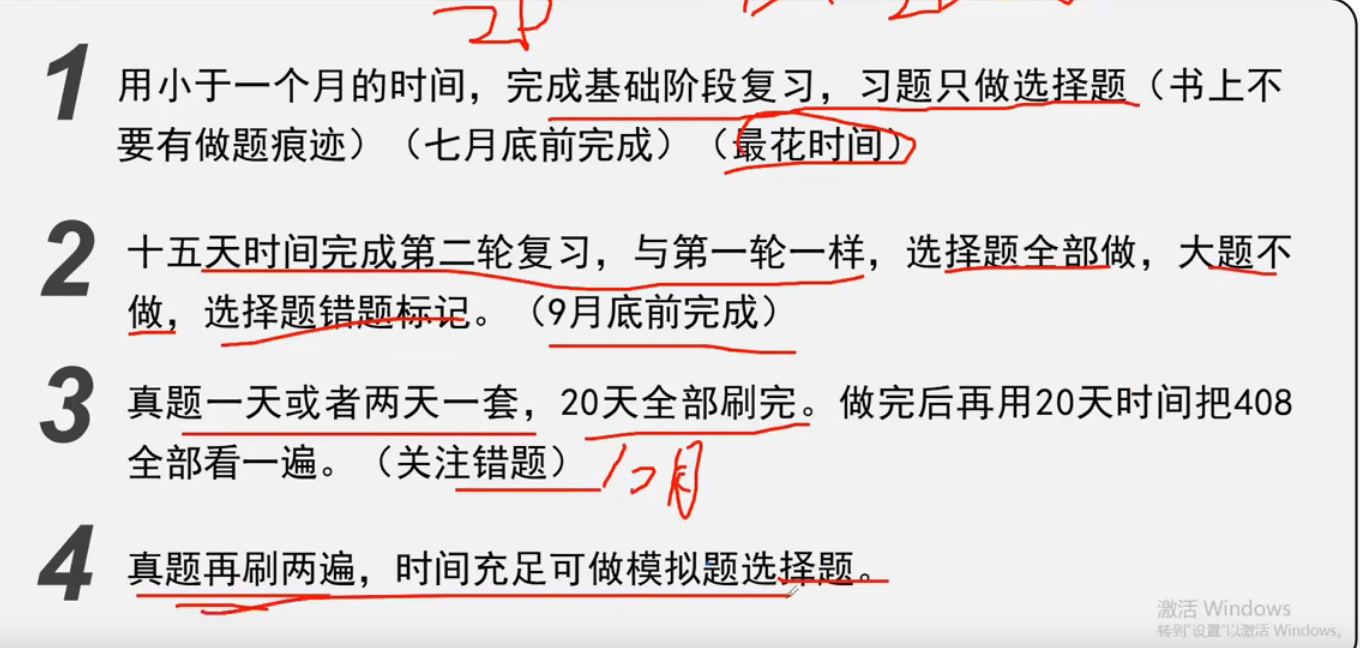 1 用小于一个月的时间，完成基础阶段复习，习题只做选择题（书上不
要有做题痕迹）（七月底前完成）（最花时间）
2 十五天时间完成第二轮复习，与第一轮一样，选择题全部做，大题不
做，选择题错题标记。（9月底前完成）
3 真题一天或者两天一套，20天全部刷完。做完后再用20天时间把408
全部看一遍。（关注错题）
4 真题再刷两遍，时间充足可做模拟题选择题。
激活 Windows
转到"设置"以激活 Windows。